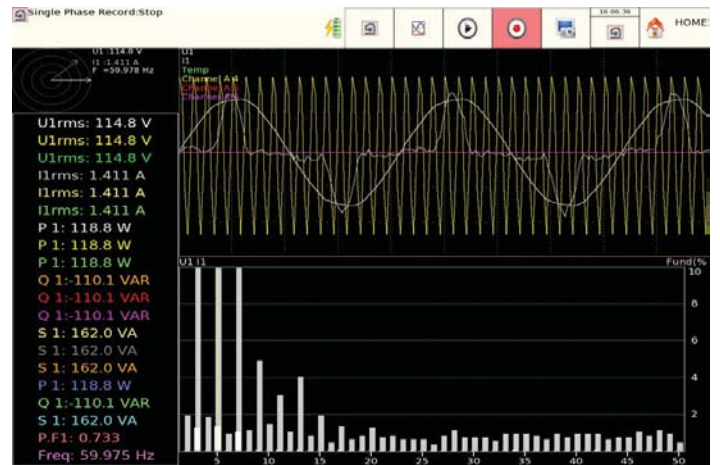 Single Phase Record:Stop
16 06:36
HOME:
U1 :114.8 V
I1 :1.411 A
F =59.978 Hz
U1
I1
Temp
Channel A:4
U1rms: 114.8 V
U1rms: 114.8 V
U1rms: 114.8 V
I1rms: 1.411 A
I1rms: 1.411 A
I1rms: 1.411 A
P 1: 118.8 W
P 1: 118.8 W
P 1: 118.8 W
Q 1:-110.1 VAR
Q 1:-110.1 VAR
Q 1:-110.1 VAR
S 1: 162.0 VA
S 1: 162.0 VA
S 1: 162.0 VA
P 1: 118.8 W
Q 1:-110.1 VAR
S 1: 162.0 VA
P.F1: 0.733
Freq: 59.975 Hz
U1 I1
Fund(%
10
8
6
4
2
5 10 15 20 25 30 35 40 45 50